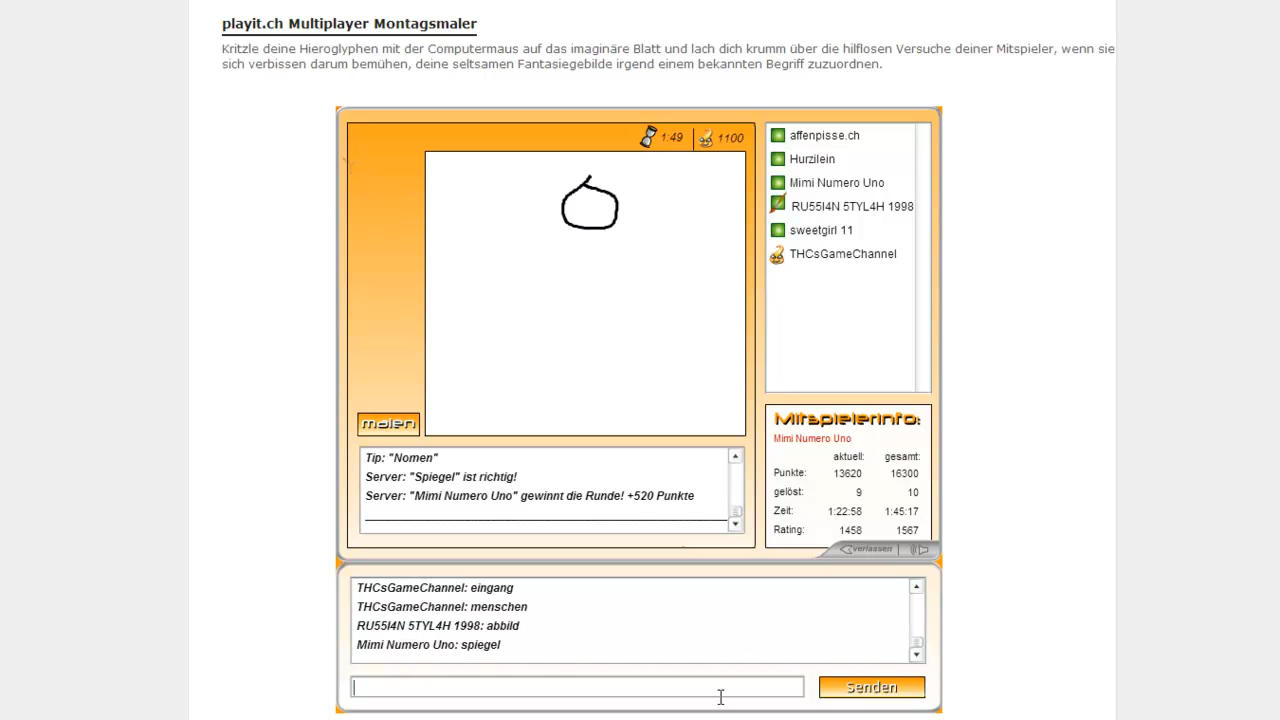 playit.ch Multiplayer Montagsmaler
Kritzle deine Hieroglyphen mit der Computermaus auf das imaginäre Blatt und lach dich krumm über die hilflosen Versuche deiner Mitspieler, wenn sie
sich verbissen darum bemühen, deine seltsamen Fantasiegebilde irgend einem bekannten Begriff zuzuordnen.
1:49
1100
affenpisse.ch
Hurzilein
Mimi Numero Uno
RU55I4N 5TYL4H 1998
sweetgirl 11
THCsGameChannel
malen
Tip: "Nomen"
Server: "Spiegel" ist richtig!
Server: "Mimi Numero Uno" gewinnt die Runde! +520 Punkte
Mitspielerinfo:
Mimi Numero Uno
aktuell: gesamt:
Punkte: 13620 16300
gelöst: 9 10
Zeit: 1:22:58 1:45:17
Rating: 1458 1567
verlassen
THCsGameChannel: eingang
THCsGameChannel: menschen
RU55I4N 5TYL4H 1998: abbild
Mimi Numero Uno: spiegel
Senden